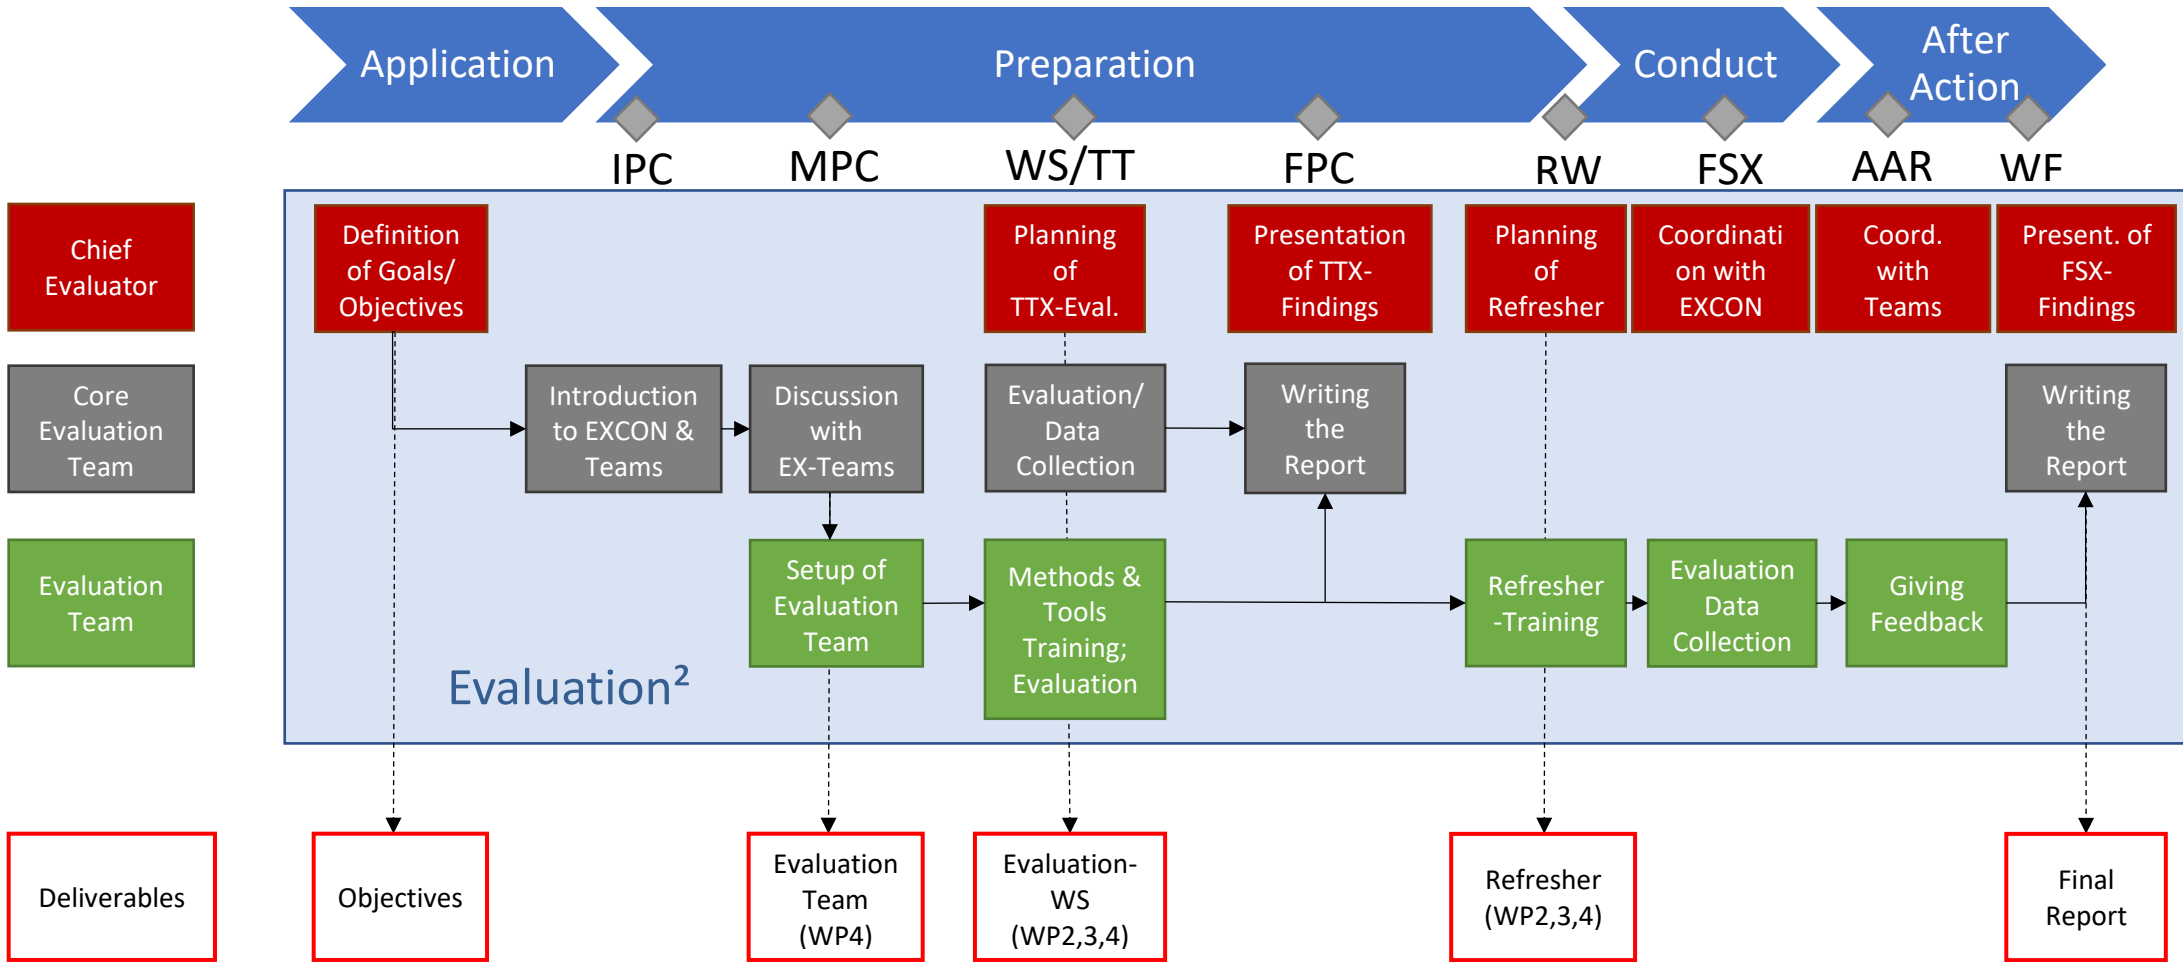 Application
Preparation
Conduct
After
Action
IPC
MPC
WS/TT
FPC
RW
FSX
AAR
WF
Chief
Evaluator
Definition
of Goals/
Objectives
Planning
of
TTX-Eval.
Presentation
of TTX-
Findings
Planning
of
Refresher
Coordinati
on with
EXCON
Coord.
with
Teams
Present. of
FSX-
Findings
Core
Evaluation
Team
Introduction
to EXCON &
Teams
Discussion
with
EX-Teams
Evaluation/
Data
Collection
Writing
the
Report
Writing
the
Report
Evaluation
Team
Setup of
Evaluation
Team
Methods &
Tools
Training;
Evaluation
Refresher
-Training
Evaluation
Data
Collection
Giving
Feedback
Evaluation²
Deliverables
Objectives
Evaluation
Team
(WP4)
Evaluation-
WS
(WP2,3,4)
Refresher
(WP2,3,4)
Final
Report